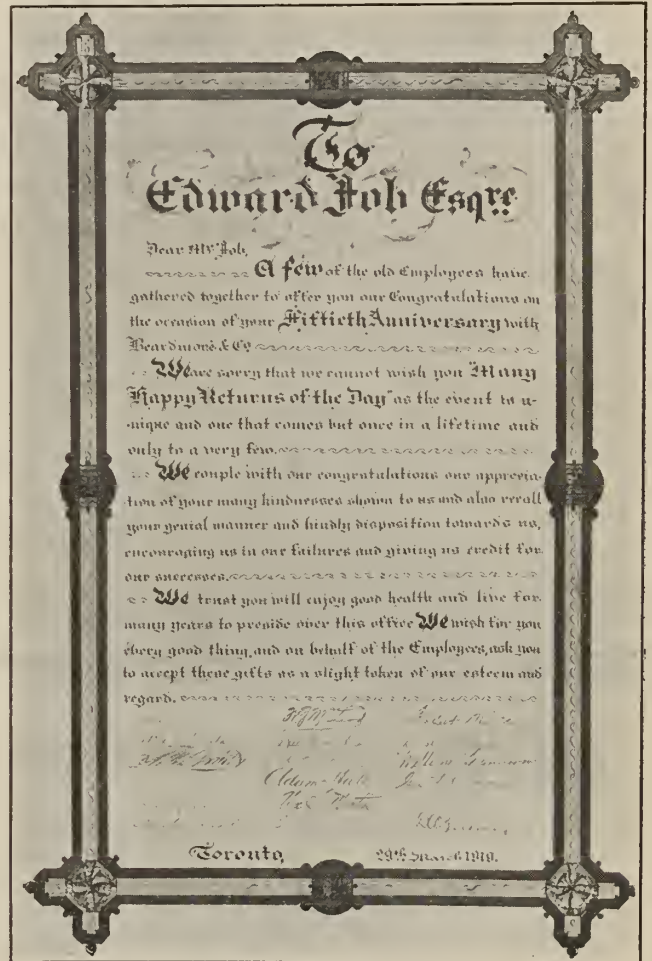 To
Edward Job Esqre
Dear Mr Job,
A few of the old Employees have
gathered together to offer you our Congratulations on
the occasion of your Fiftieth Anniversary with
Beardmore & Co
We are sorry that we cannot wish you "Many
Happy Returns of the Day" as the event is u-
nique and one that comes but once in a lifetime and
only to a very few.
We couple with our congratulations our apprecia-
tion of your many kindnesses shown to us and also recall
your genial manner and kindly disposition towards us,
encouraging us in our failures and giving us credit for
our successes.
We trust you will enjoy good health and live for
many years to preside over this office We wish for you
every good thing, and on behalf of the Employees, ask you
to accept these gifts as a slight token of our esteem and
regard.
Adam
Toronto, 29th March 1919.